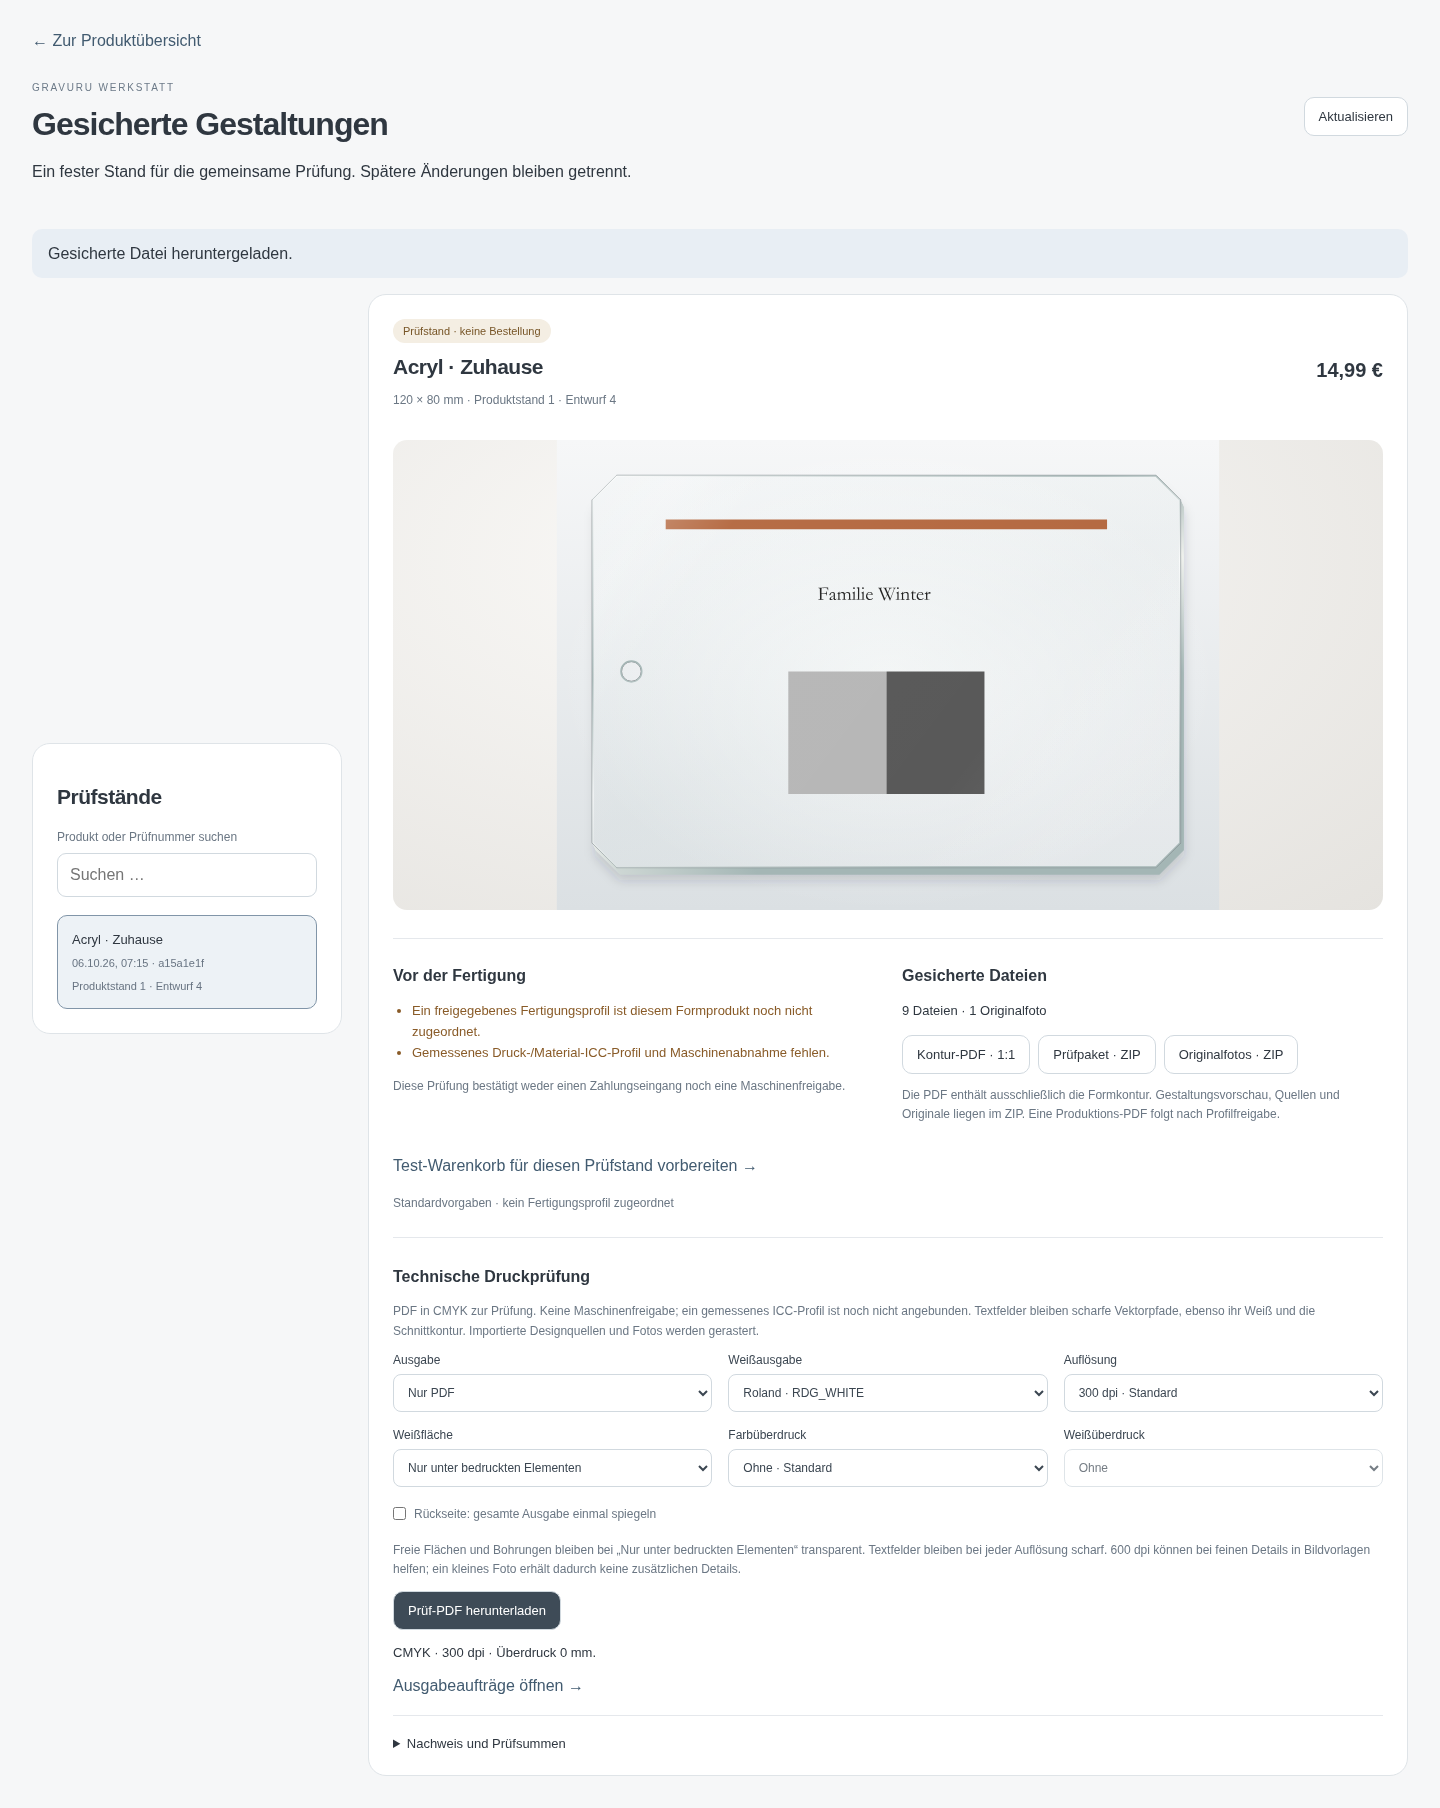 ← Zur Produktübersicht
GRAVURU WERKSTATT
Gesicherte Gestaltungen
Aktualisieren
Ein fester Stand für die gemeinsame Prüfung. Spätere Änderungen bleiben getrennt.
Gesicherte Datei heruntergeladen.
Prüfstände
Produkt oder Prüfnummer suchen
Suchen …
Acryl · Zuhause
06.10.26, 07:15 · a15a1e1f
Produktstand 1 · Entwurf 4
Prüfstand · keine Bestellung
Acryl · Zuhause
14,99 €
120 × 80 mm · Produktstand 1 · Entwurf 4
Familie Winter
Vor der Fertigung
• Ein freigegebenes Fertigungsprofil ist diesem Formprodukt noch nicht
zugeordnet.
• Gemessenes Druck-/Material-ICC-Profil und Maschinenabnahme fehlen.
Diese Prüfung bestätigt weder einen Zahlungseingang noch eine Maschinenfreigabe.
Gesicherte Dateien
9 Dateien · 1 Originalfoto
Kontur-PDF · 1:1
Prüfpaket · ZIP
Originalfotos · ZIP
Die PDF enthält ausschließlich die Formkontur. Gestaltungsvorschau, Quellen und
Originale liegen im ZIP. Eine Produktions-PDF folgt nach Profilfreigabe.
Test-Warenkorb für diesen Prüfstand vorbereiten →
Standardvorgaben · kein Fertigungsprofil zugeordnet
Technische Druckprüfung
PDF in CMYK zur Prüfung. Keine Maschinenfreigabe; ein gemessenes ICC-Profil ist noch nicht angebunden. Textfelder bleiben scharfe Vektorpfade, ebenso ihr Weiß und die
Schnittkontur. Importierte Designquellen und Fotos werden gerastert.
Ausgabe
Nur PDF
Weißausgabe
Roland · RDG_WHITE
Auflösung
300 dpi · Standard
Weißfläche
Nur unter bedruckten Elementen
Farbüberdruck
Ohne · Standard
Weißüberdruck
Ohne
Rückseite: gesamte Ausgabe einmal spiegeln
Freie Flächen und Bohrungen bleiben bei „Nur unter bedruckten Elementen“ transparent. Textfelder bleiben bei jeder Auflösung scharf. 600 dpi können bei feinen Details in Bildvorlagen
helfen; ein kleines Foto erhält dadurch keine zusätzlichen Details.
Prüf-PDF herunterladen
CMYK · 300 dpi · Überdruck 0 mm.
Ausgabeaufträge öffnen →
▶ Nachweis und Prüfsummen